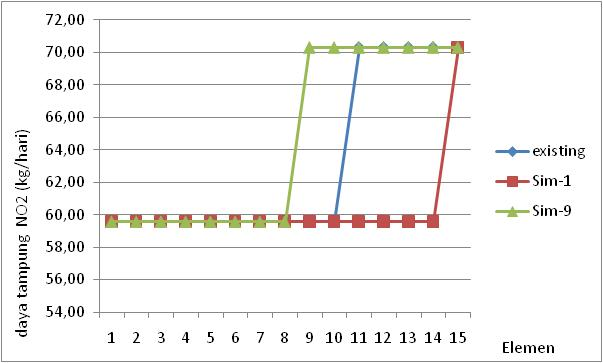 daya tampung NO2 (kg/hari)
72,00
70,00
68,00
66,00
64,00
62,00
60,00
58,00
56,00
54,00
1 2 3 4 5 6 7 8 9 10 11 12 13 14 15
Elemen
existing
Sim-1
Sim-9